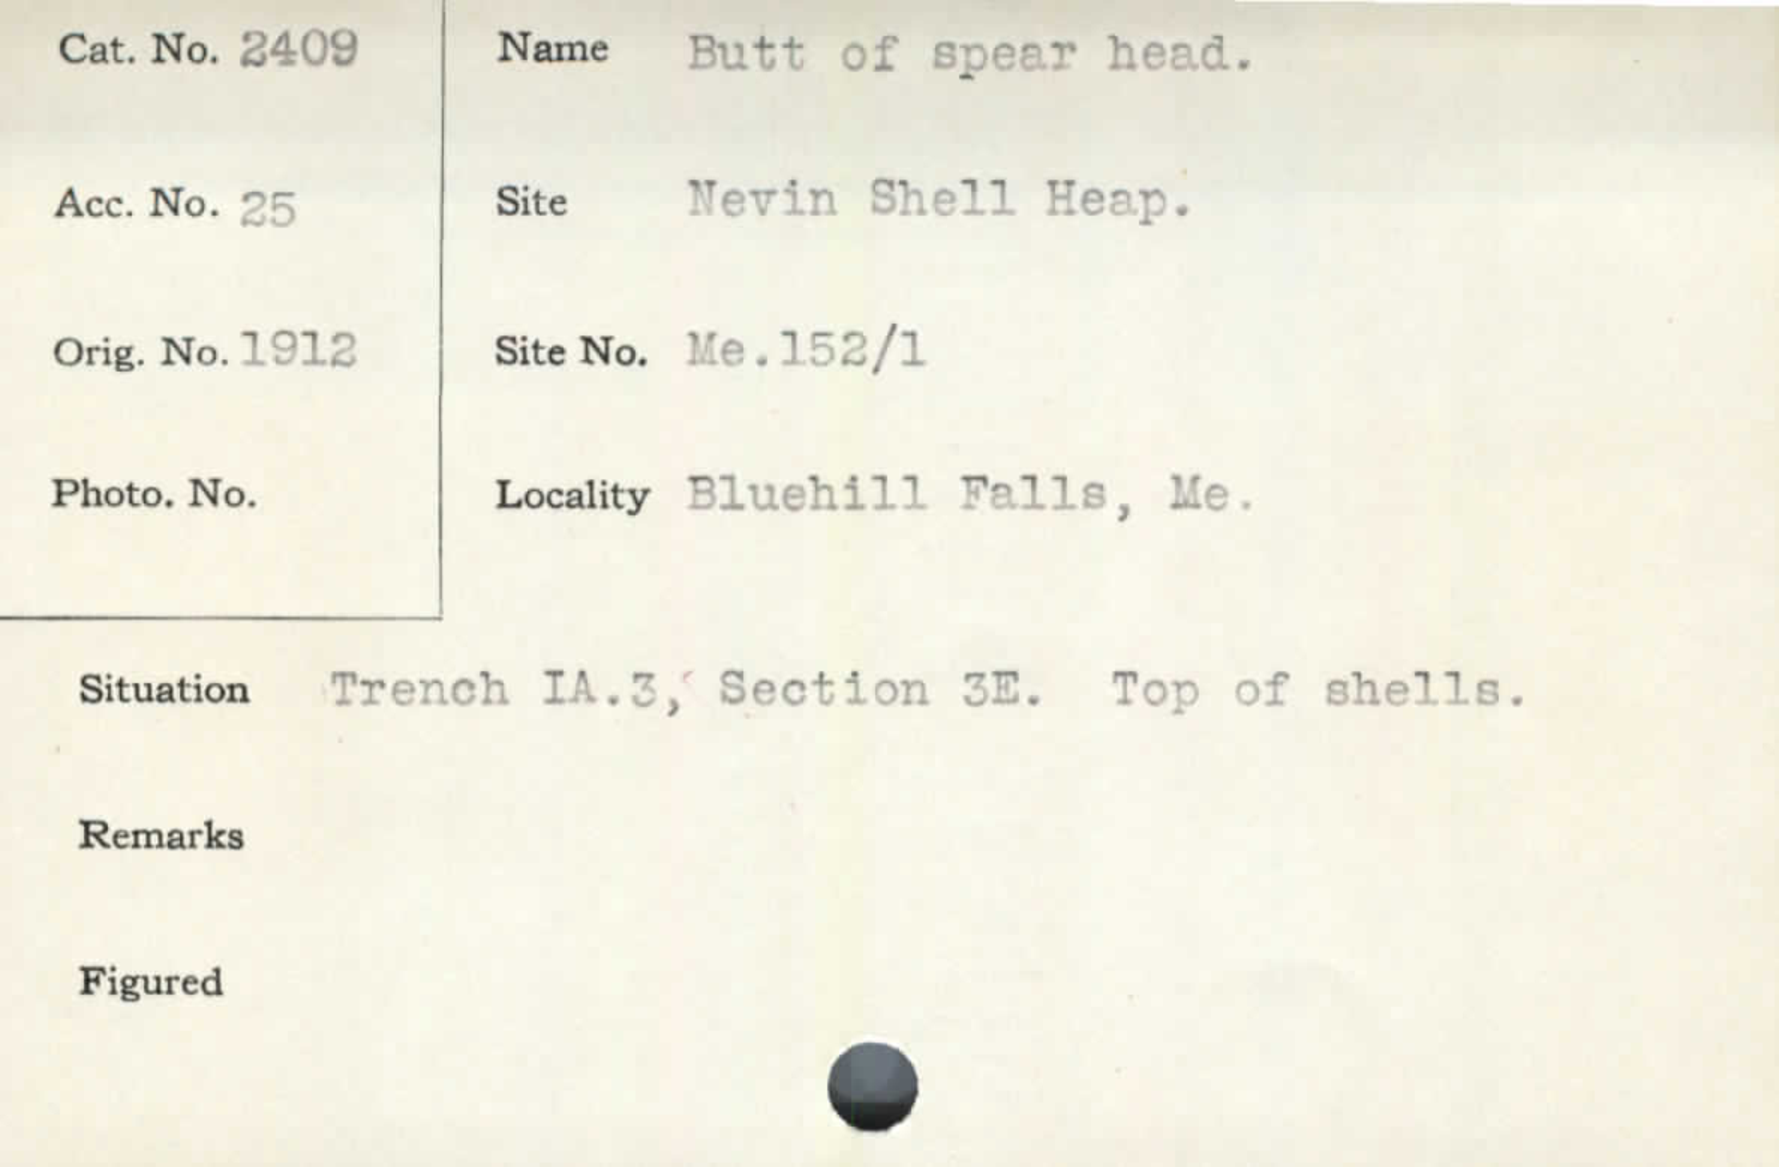 Cat. No. 2409
Name Butt of spear head.
Acc. No. 25
Site Nevin Shell Heap.
Orig. No. 1912
Site No. Me.152/1
Photo. No.
Locality Bluehill Falls, Me.
Situation Trench IA.3, Section 3E. Top of shells.
Remarks
Figured